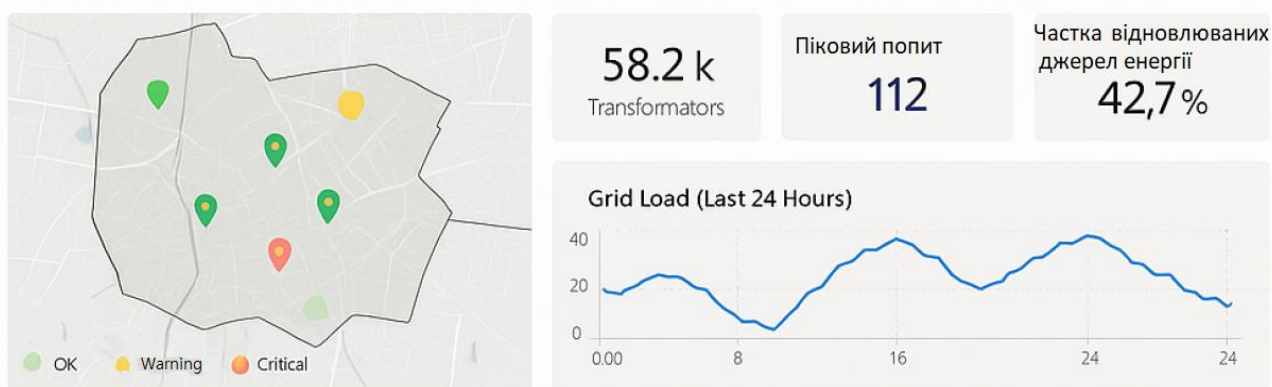 58.2 k
Transformators
Піковий попит
112
Частка відновлюваних
джерел енергії
42,7 %
OK
Warning
Critical
Grid Load (Last 24 Hours)
40
20
0
0.00
8
16
24
24